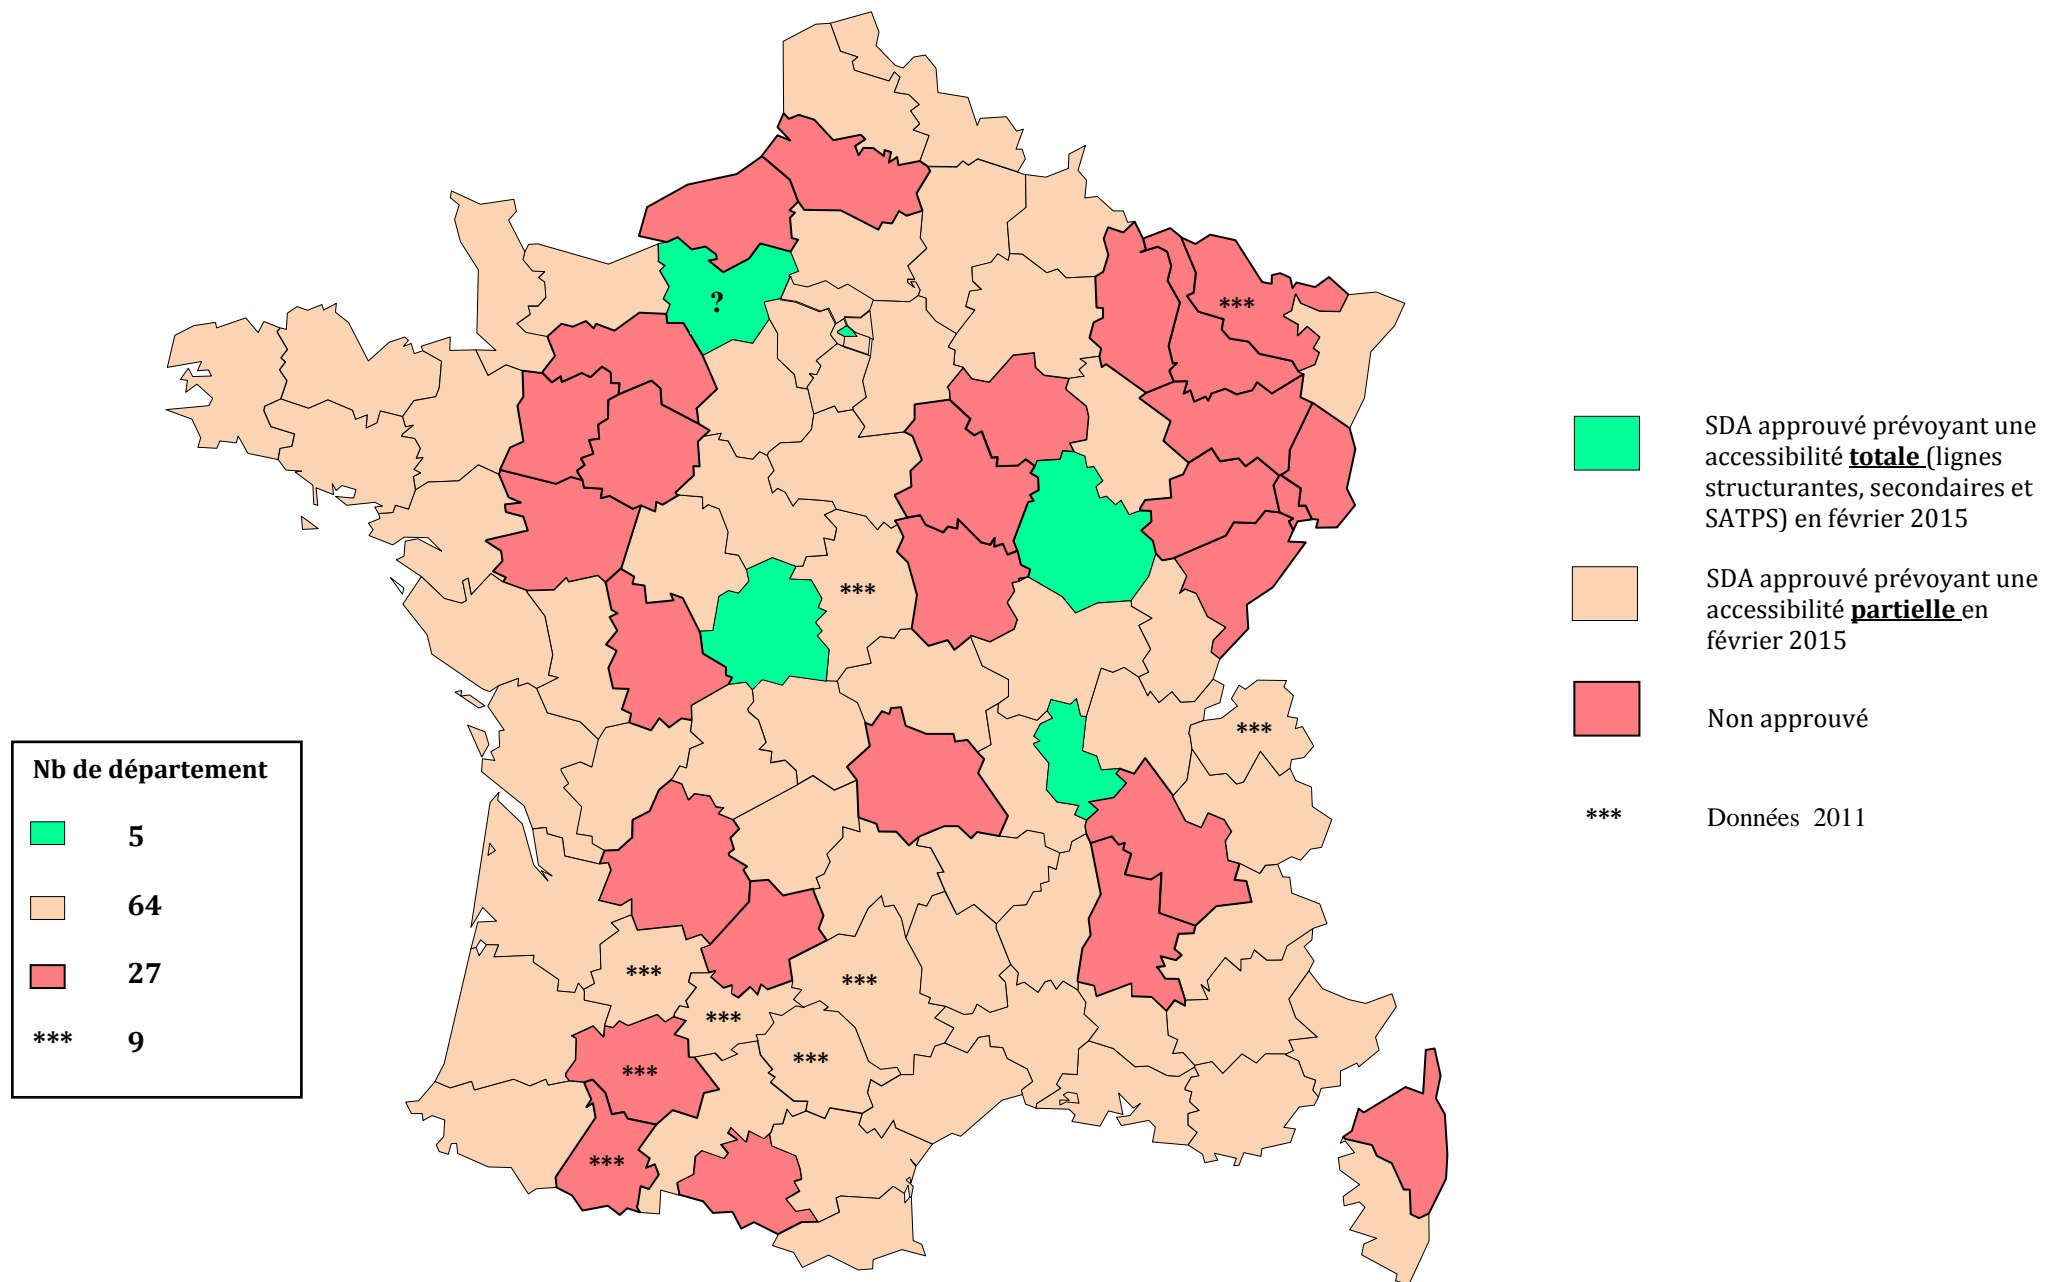 ?
***
***
***
***
***
***
***
***
***
SDA approuvé prévoyant une
accessibilité totale (lignes
structurantes, secondaires et
SATPS) en février 2015
SDA approuvé prévoyant une
accessibilité partielle en
février 2015
Non approuvé
*** Données 2011
Nb de département
5
64
27
*** 9